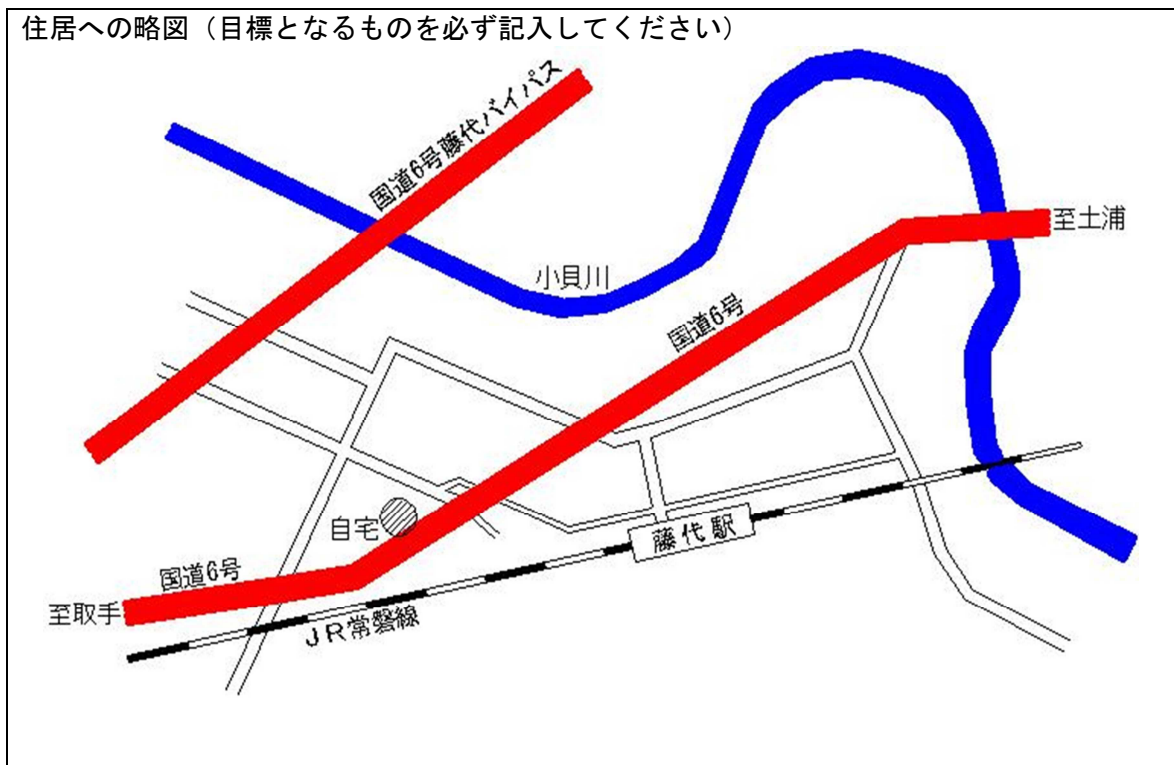 住居への略図（目標となるものを必ず記入してください）
国道6号藤代バイパス
至土浦
小貝川
国道6号
自宅
藤代駅
国道6号
至取手
ＪＲ常磐線